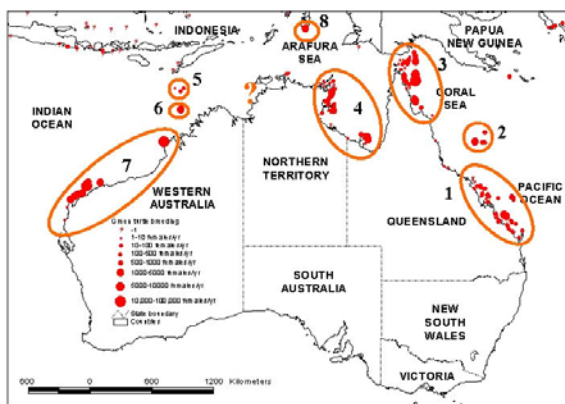 INDONESIA
8
PAPUA
NEW GUINEA
ARAFURA
SEA
3
5
CORAL
SEA
6
?
INDIAN
OCEAN
4
2
7
NORTHERN
TERRITORY
WESTERN
AUSTRALIA
1
PACIFIC
OCEAN
QUEENSLAND
Green turtle breeding
-1
1-10 females/yr
10-100 females/yr
100-500 females/yr
500-1000 females/yr
1000-5000 females/yr
5000-10000 females/yr
10,000-100,000 females/yr
State boundary
Countries
SOUTH
AUSTRALIA
NEW
SOUTH
WALES
VICTORIA
600 0 600 1200 Kilometers